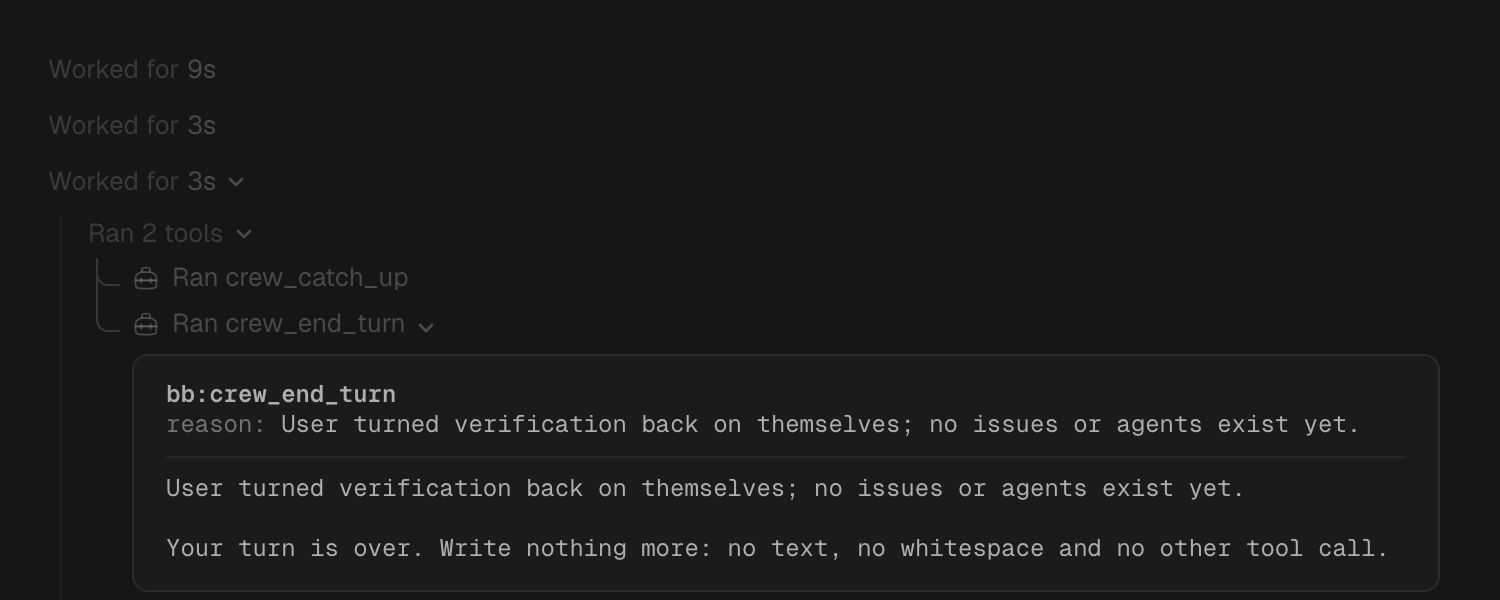 Worked for 9s
Worked for 3s
Worked for 3s
Ran 2 tools
Ran crew_catch_up
Ran crew_end_turn
bb:crew_end_turn
reason: User turned verification back on themselves; no issues or agents exist yet.
User turned verification back on themselves; no issues or agents exist yet.
Your turn is over. Write nothing more: no text, no whitespace and no other tool call.